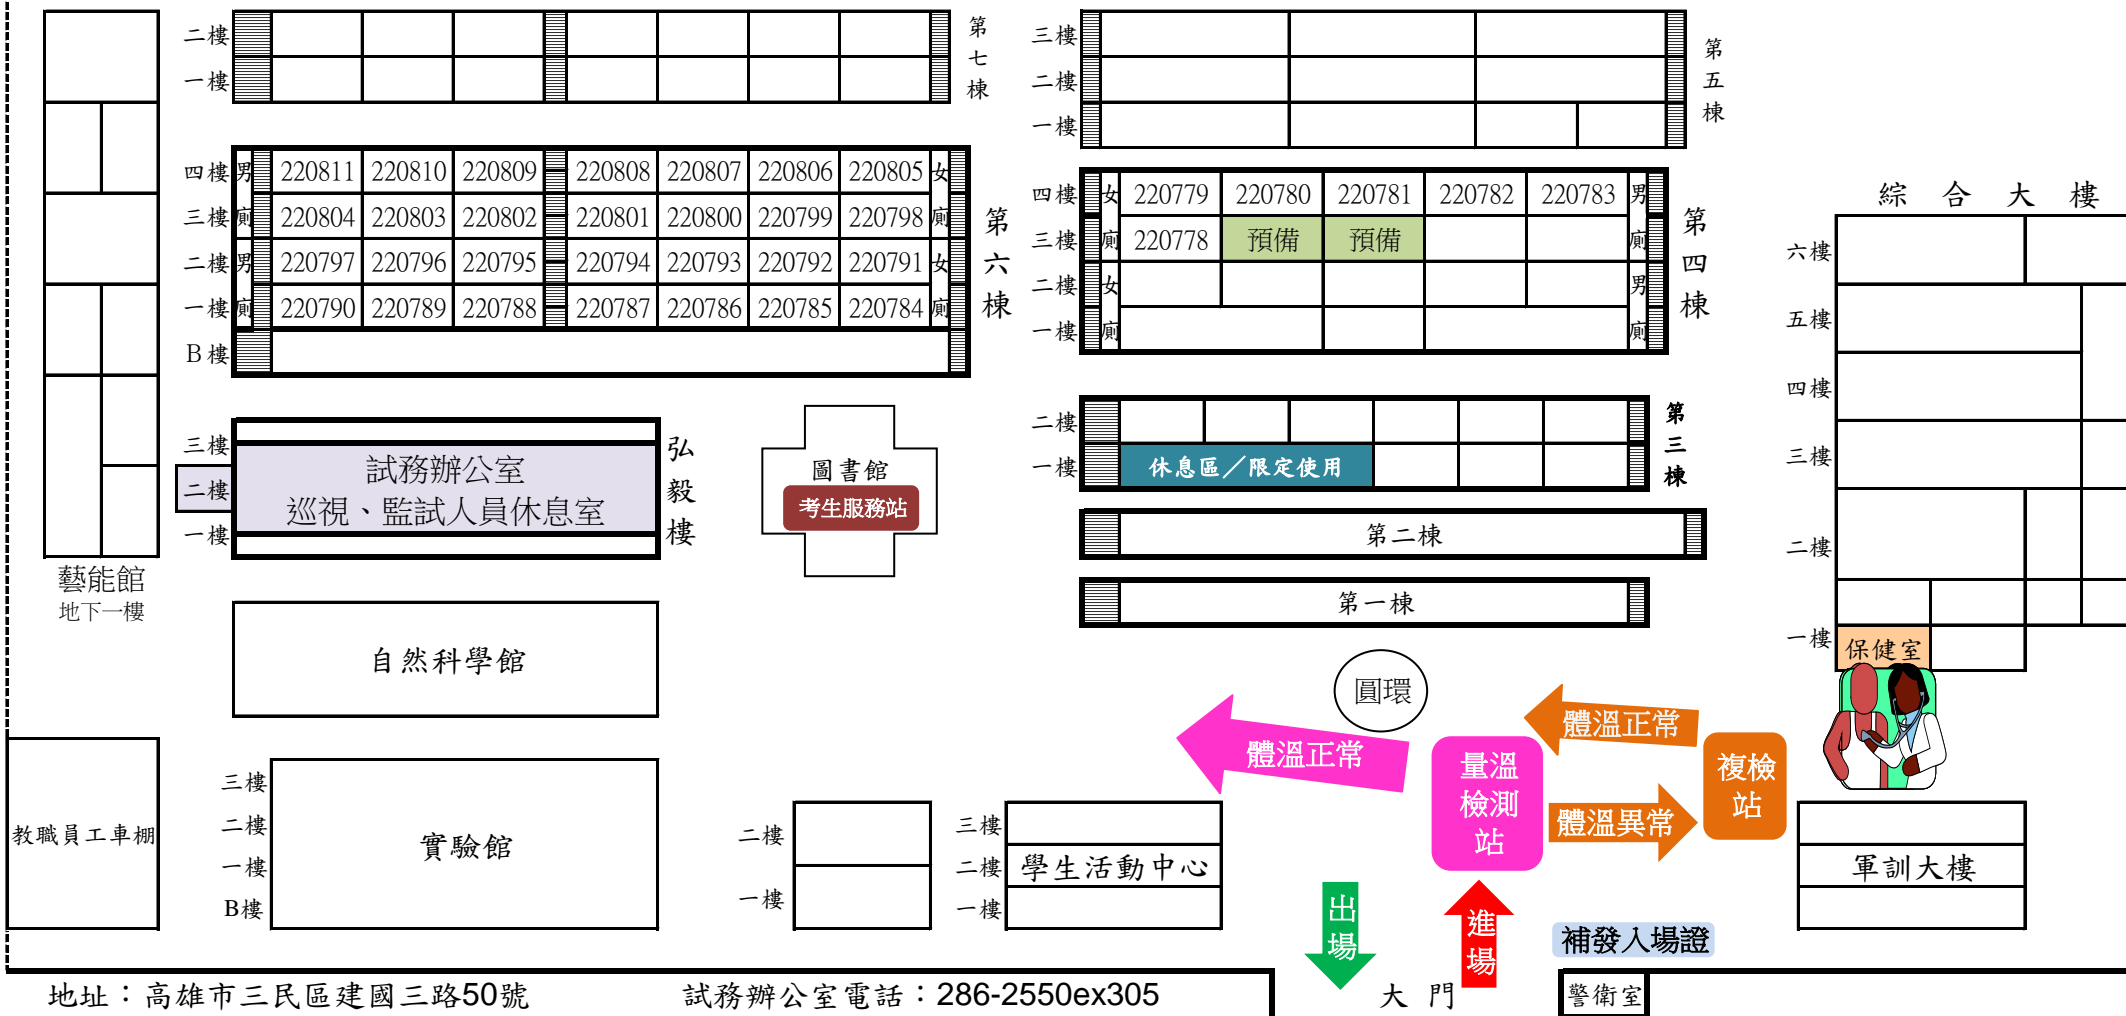 二樓
一樓
第七棟
三樓
二樓
一樓
第五棟
四樓 男 220811 220810 220809 220808 220807 220806 220805 女
三樓 廁 220804 220803 220802 220801 220800 220799 220798 廁
二樓 男 220797 220796 220795 220794 220793 220792 220791 女
一樓 廁 220790 220789 220788 220787 220786 220785 220784 廁
B樓
第六棟
四樓 女 220779 220780 220781 220782 220783 男
三樓 廁 220778 預備 預備 廁
二樓 女 男
一樓 廁 廁
第四棟
綜合大樓
六樓
五樓
四樓
三樓
二樓
一樓 保健室
三樓
二樓
一樓
試務辦公室
巡視、監試人員休息室
弘毅樓
圖書館
考生服務站
二樓
一樓 休息區／限定使用
第三棟
第二棟
第一棟
藝能館
地下一樓
自然科學館
圓環
體溫正常
體溫正常
量溫
檢測
站
複檢
站
體溫異常
教職員工車棚
三樓
二樓
一樓
B樓
實驗館
二樓
一樓
三樓
二樓 學生活動中心
一樓
軍訓大樓
出場
進場
補發入場證
地址：高雄市三民區建國三路50號
試務辦公室電話：286-2550ex305
大門
警衛室